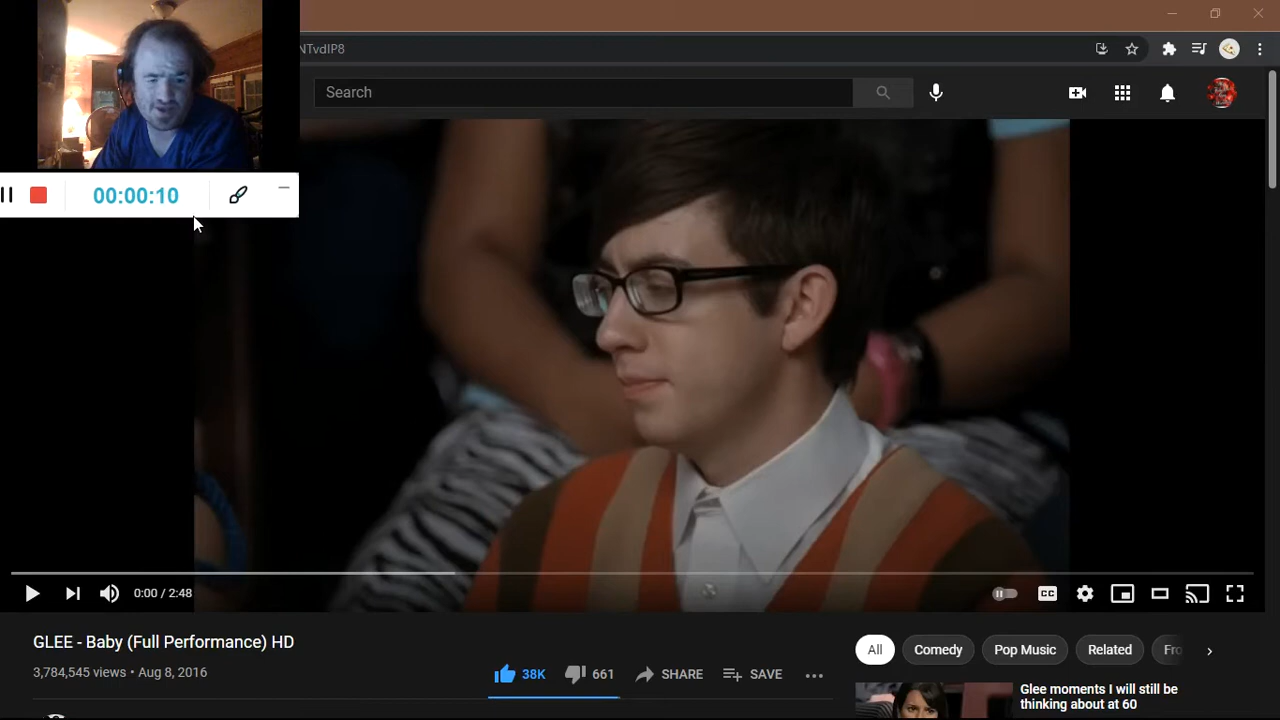 NTvdIP8
Search
00:00:10
0:00 / 2:48
CC
GLEE - Baby (Full Performance) HD
3,784,545 views • Aug 8, 2016
38K
661
SHARE
SAVE
All
Comedy
Pop Music
Related
Fro
Glee moments I will still be
thinking about at 60